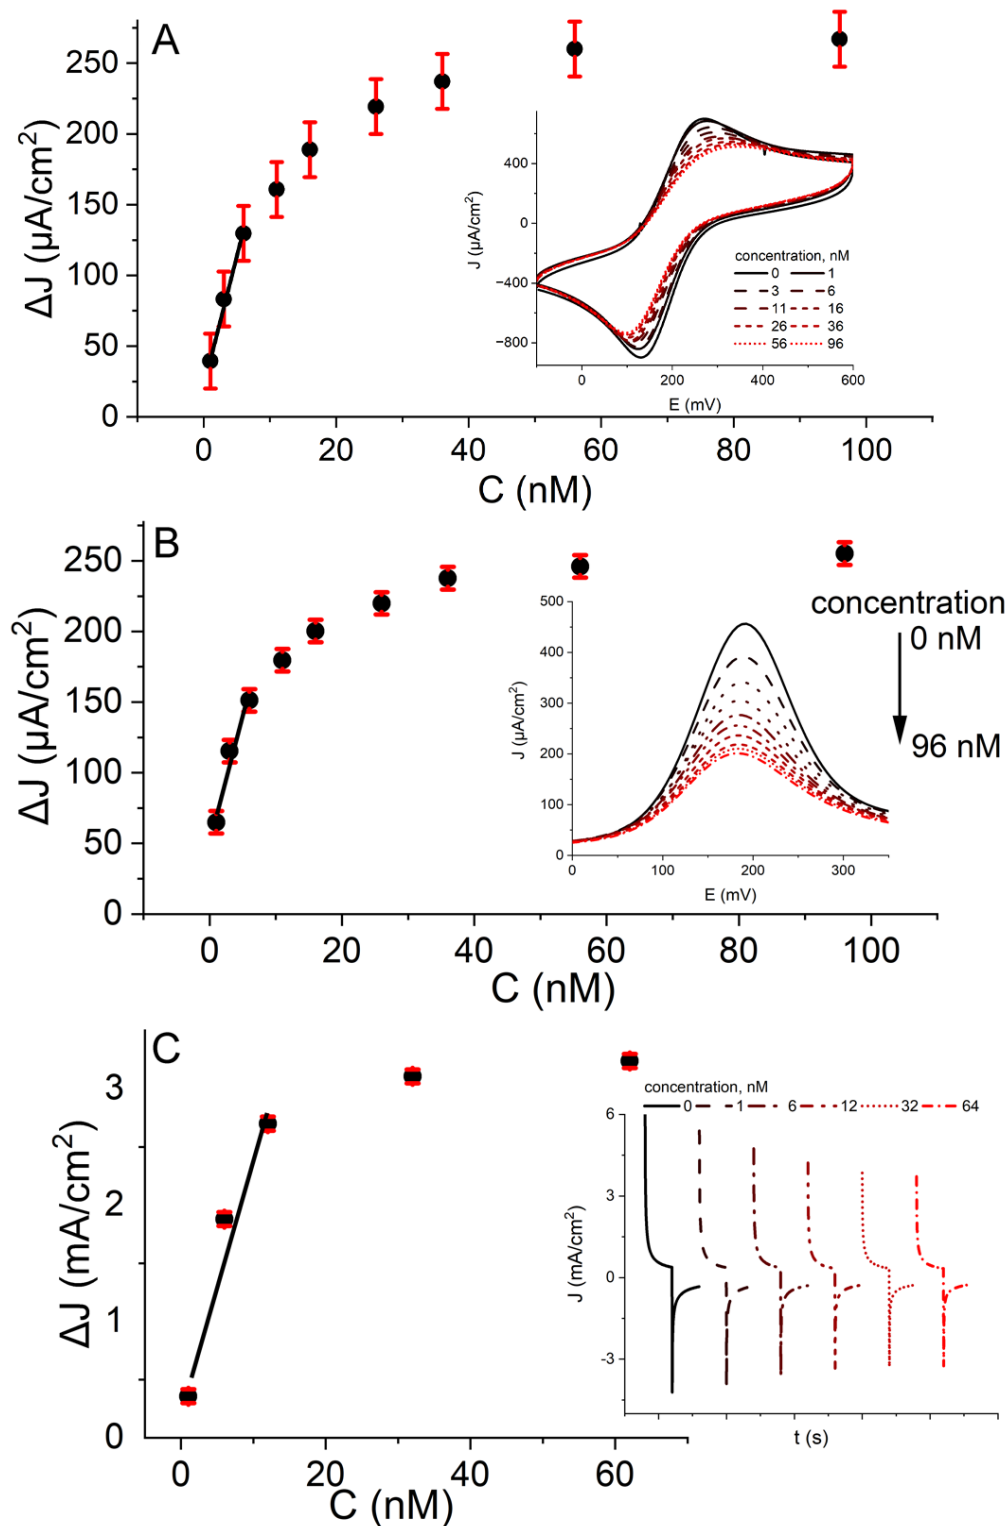 A
250
200
150
100
50
0
ΔJ (µA/cm²)
0 20 40 60 80 100
C (nM)
400
0
−400
−800
J (µA/cm²)
concentration, nM
0 1
3 6
11 16
26 36
56 96
0 200 400 600
E (mV)
B
250
200
150
100
50
0
ΔJ (µA/cm²)
0 20 40 60 80 100
C (nM)
500
400
300
200
100
0
J (µA/cm²)
0 100 200 300
E (mV)
concentration
0 nM
96 nM
C
3
2
1
0
ΔJ (mA/cm²)
0 20 40 60
C (nM)
concentration, nM
0 1 6 12 32 64
6
3
0
-3
J (mA/cm²)
t (s)